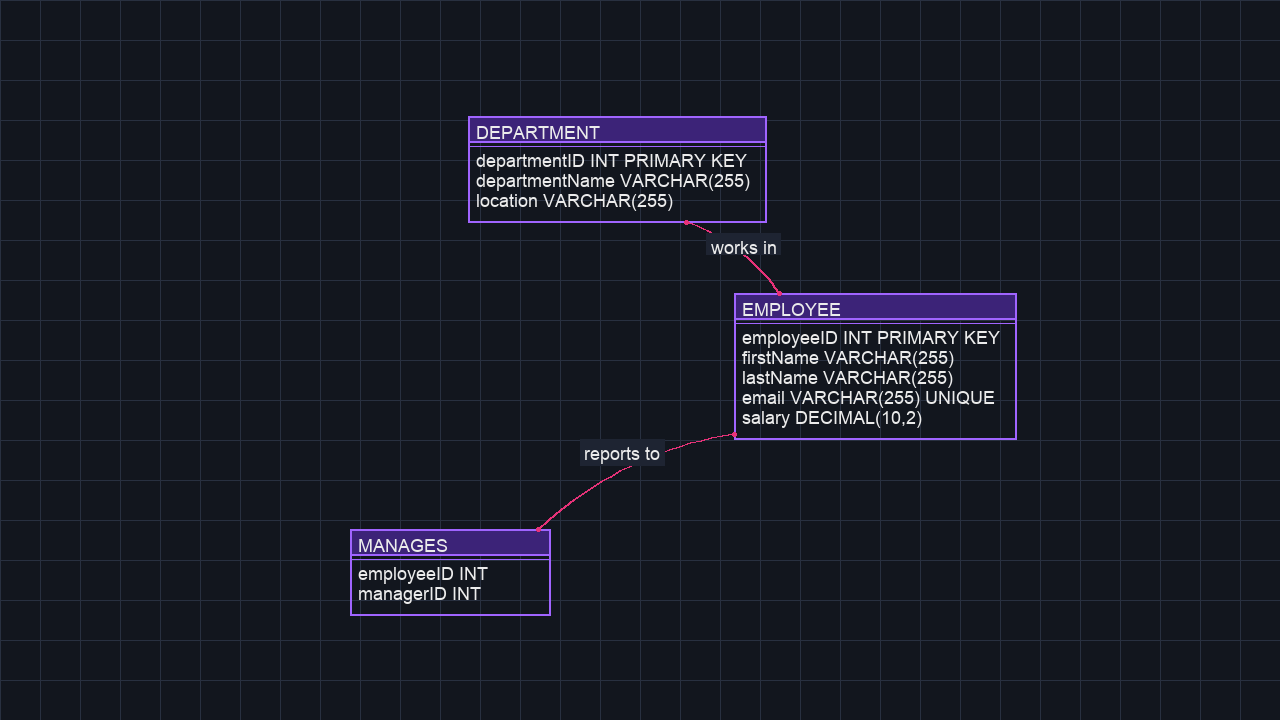 DEPARTMENT
departmentID INT PRIMARY KEY
departmentName VARCHAR(255)
location VARCHAR(255)
works in
EMPLOYEE
employeeID INT PRIMARY KEY
firstName VARCHAR(255)
lastName VARCHAR(255)
email VARCHAR(255) UNIQUE
salary DECIMAL(10,2)
reports to
MANAGES
employeeID INT
managerID INT